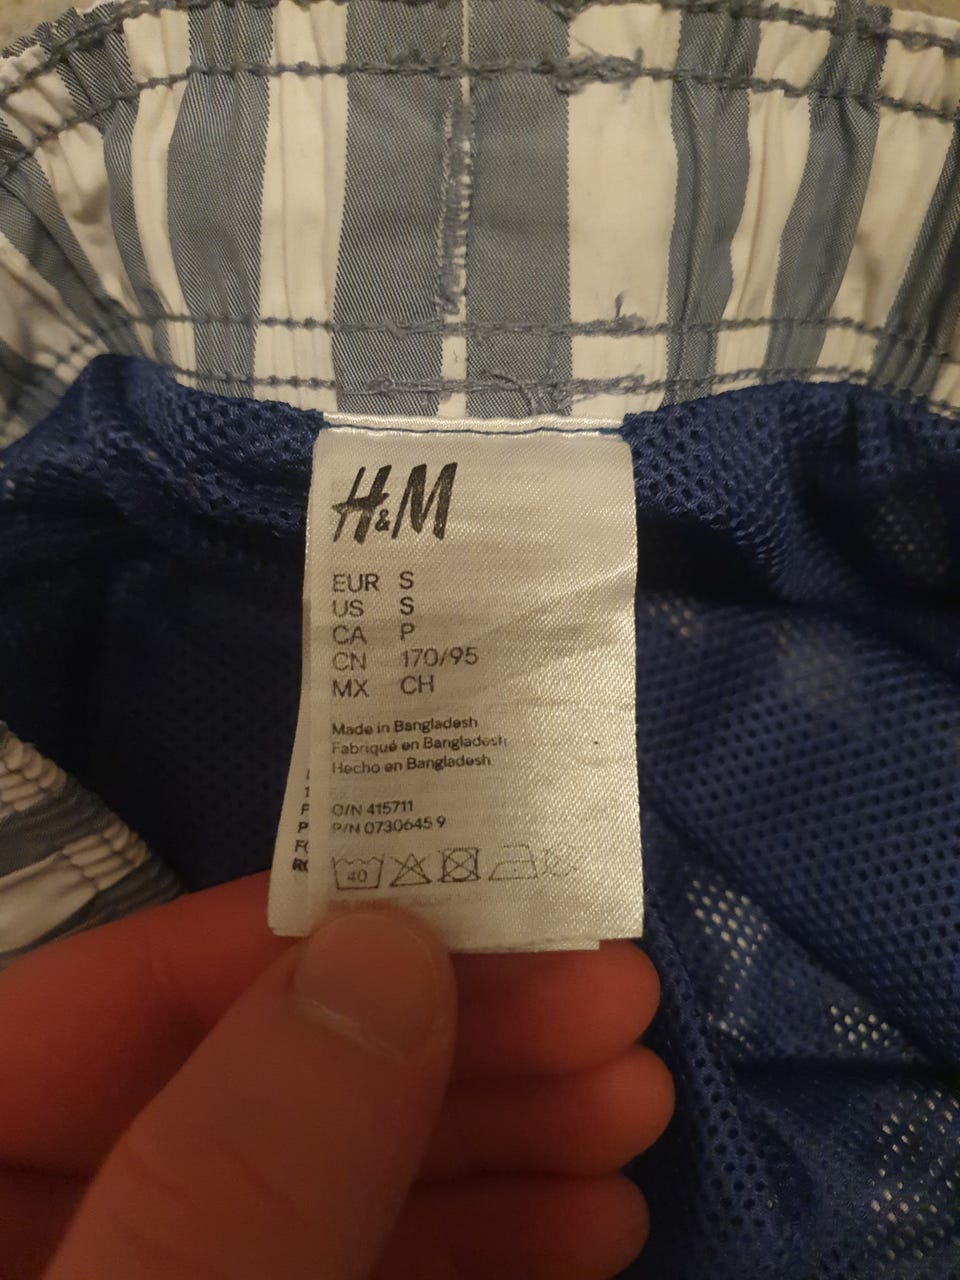 H&M
EUR S
US S
CA P
CN 170/95
MX CH
Made in Bangladesh
Fabriqué en Bangladesh
Hecho en Bangladesh
O/N 415711
P/N 0730645 9
40